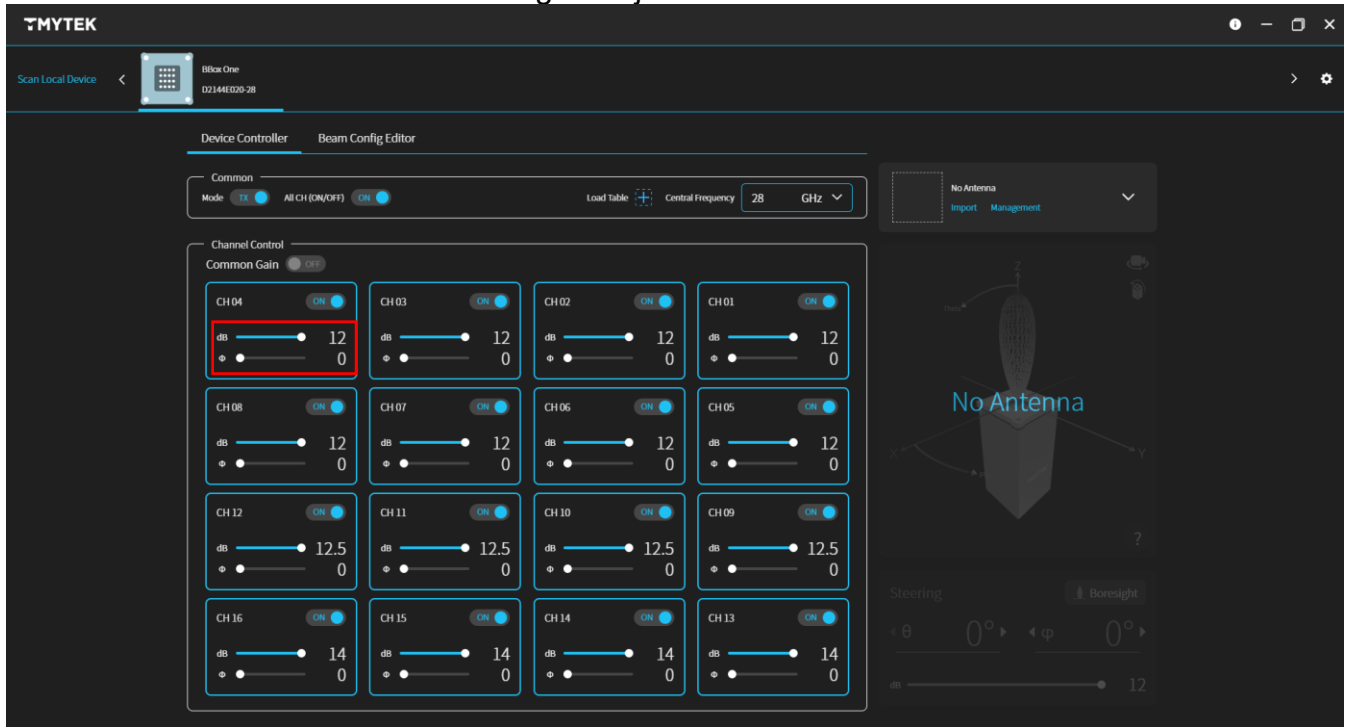 TMYTEK
Scan Local Device
BBox One
D2144E020-28
Device Controller Beam Config Editor
Common
Mode TX All CH (ON/OFF) ON Load Table Central Frequency 28 GHz
No Antenna
Import Management
Channel Control
Common Gain OFF
CH 04 ON CH 03 ON CH 02 ON CH 01 ON
dB 12 dB 12 dB 12 dB 12
Φ 0 Φ 0 Φ 0 Φ 0
CH 08 ON CH 07 ON CH 06 ON CH 05 ON
dB 12 dB 12 dB 12 dB 12
Φ 0 Φ 0 Φ 0 Φ 0
CH 12 ON CH 11 ON CH 10 ON CH 09 ON
dB 12.5 dB 12.5 dB 12.5 dB 12.5
Φ 0 Φ 0 Φ 0 Φ 0
CH 16 ON CH 15 ON CH 14 ON CH 13 ON
dB 14 dB 14 dB 14 dB 14
Φ 0 Φ 0 Φ 0 Φ 0
Z
Theta
No Antenna
X Y
?
Steering Boresight
θ 0° φ 0°
dB 12